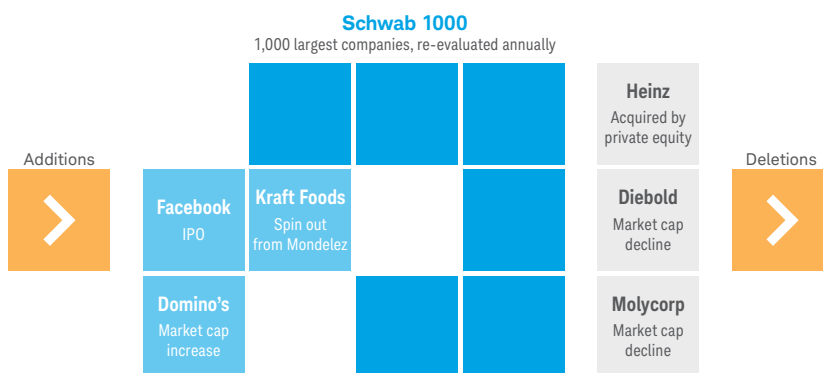 Schwab 1000
1,000 largest companies, re-evaluated annually
Additions
Facebook
IPO
Kraft Foods
Spin out
from Mondelez
Domino’s
Market cap
increase
Heinz
Acquired by
private equity
Diebold
Market cap
decline
Molycorp
Market cap
decline
Deletions